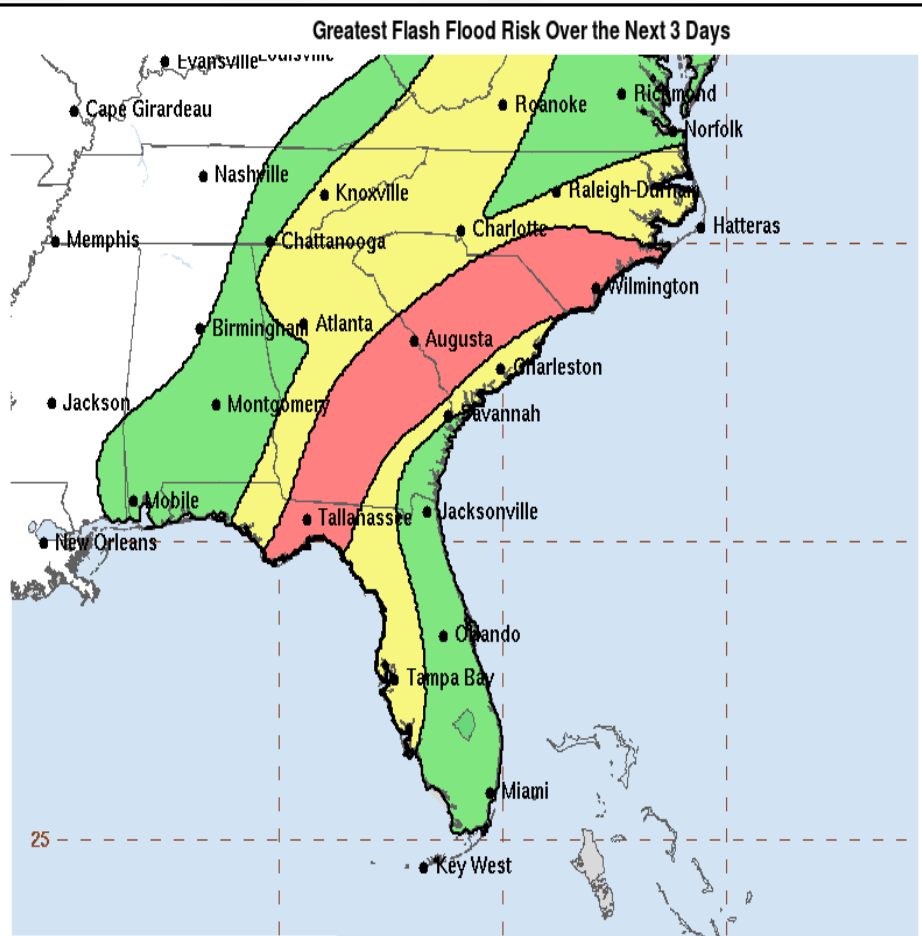 Greatest Flash Flood Risk Over the Next 3 Days
Evansville
Louisville
Cape Girardeau
Roanoke
Richmond
Norfolk
Nashville
Knoxville
Raleigh-Durham
Memphis
Chattanooga
Charlotte
Hatteras
Wilmington
Birmingham
Atlanta
Augusta
Charleston
Jackson
Montgomery
Savannah
Mobile
Tallahassee
Jacksonville
New Orleans
Orlando
Tampa Bay
Miami
25
Key West